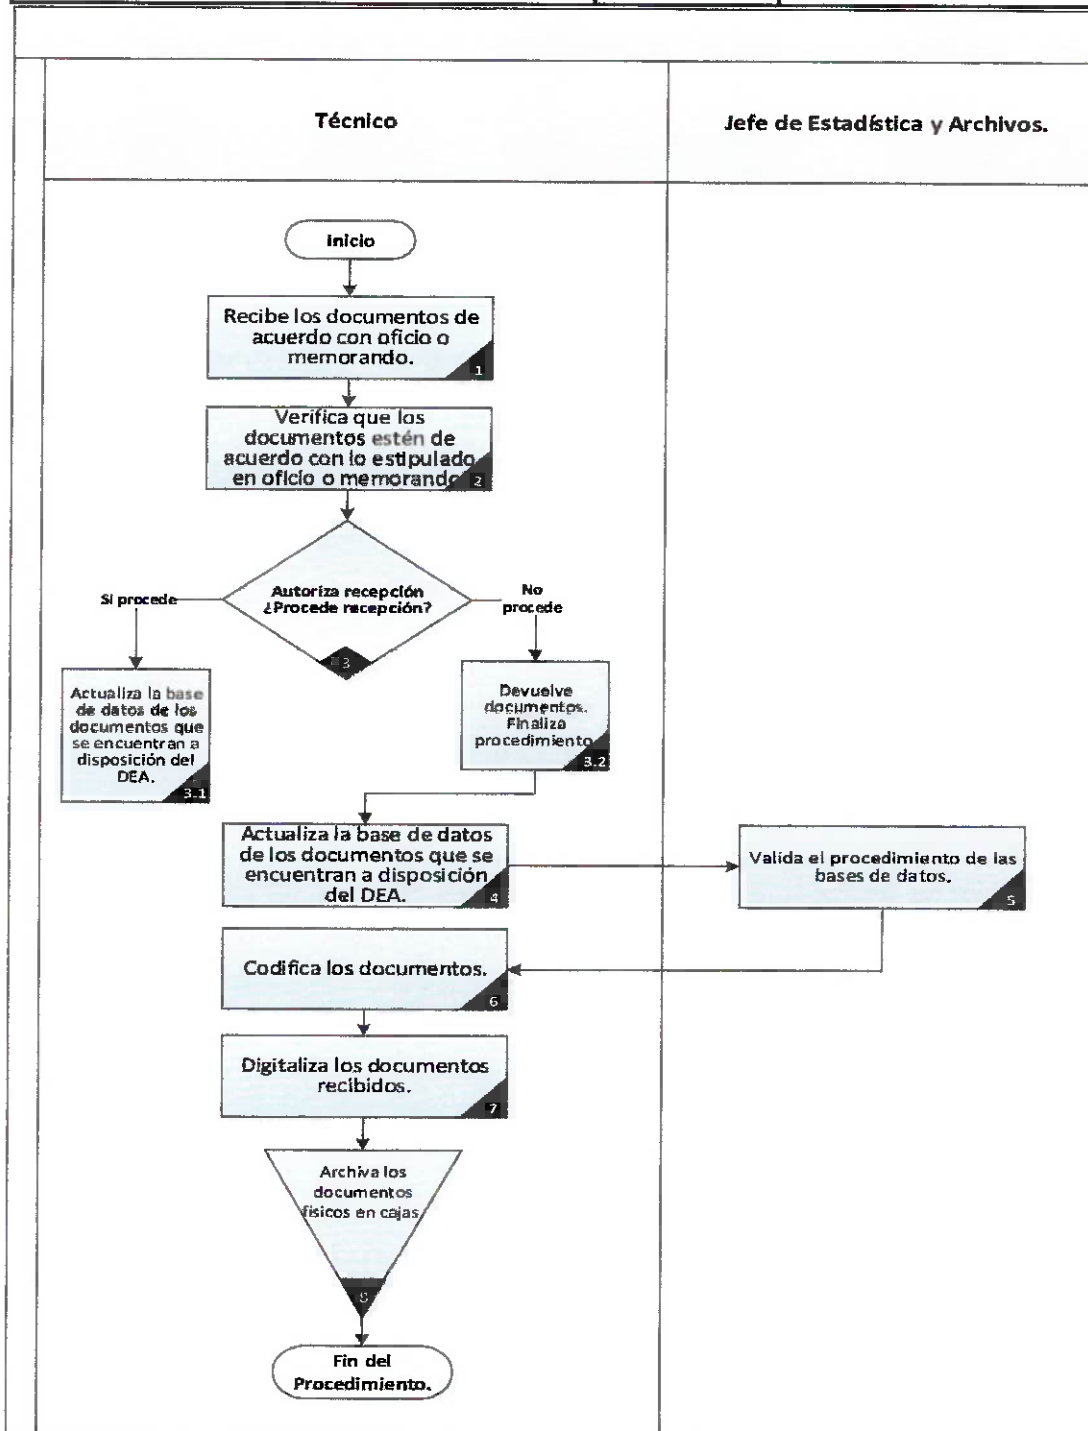 Técnico
Jefe de Estadística y Archivos.
Inicio
Recibe los documentos de
acuerdo con oficio o
memorando.
1
Verifica que los
documentos estén de
acuerdo con lo estipulado
en oficio o memorando
2
Autoriza recepción
¿Procede recepción?
3
Si procede
No
procede
Actualiza la base
de datos de los
documentos que
se encuentran a
disposición del
DEA.
3.1
Devuelve
documentos.
Finaliza
procedimiento
3.2
Actualiza la base de datos
de los documentos que se
encuentran a disposición
del DEA.
4
Valida el procedimiento de las
bases de datos.
5
Codifica los documentos.
6
Digitaliza los documentos
recibidos.
7
Archiva los
documentos
físicos en cajas
8
Fin del
Procedimiento.